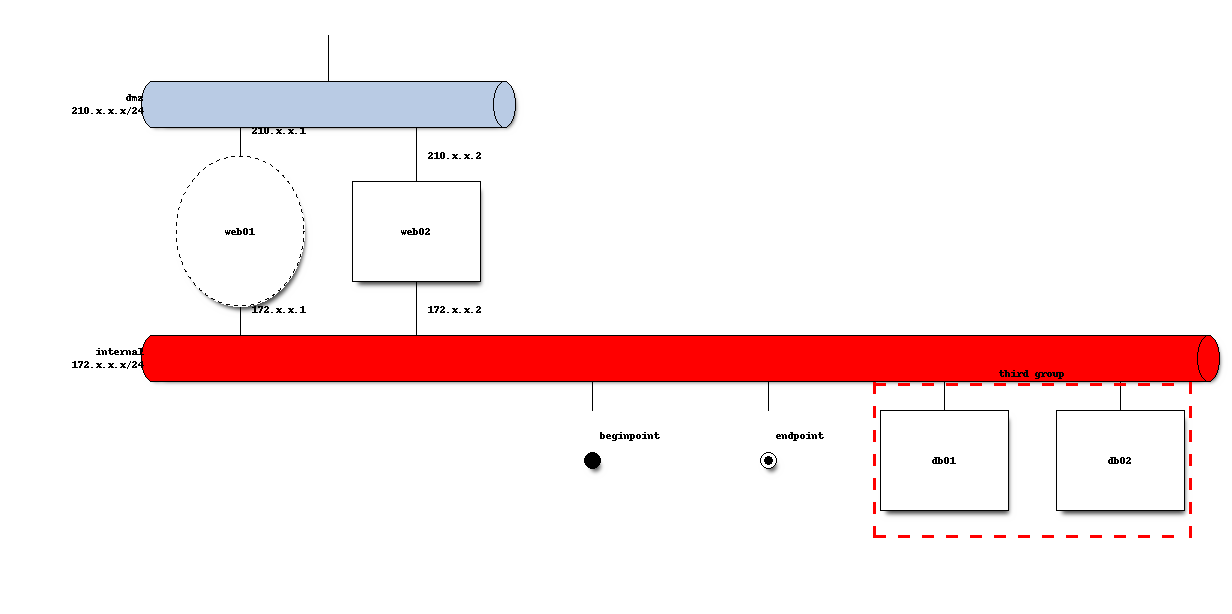 dmz
210.x.x.x/24
210.x.x.1
210.x.x.2
web01
web02
172.x.x.1
172.x.x.2
internal
172.x.x.x/24
third group
beginpoint
endpoint
db01
db02